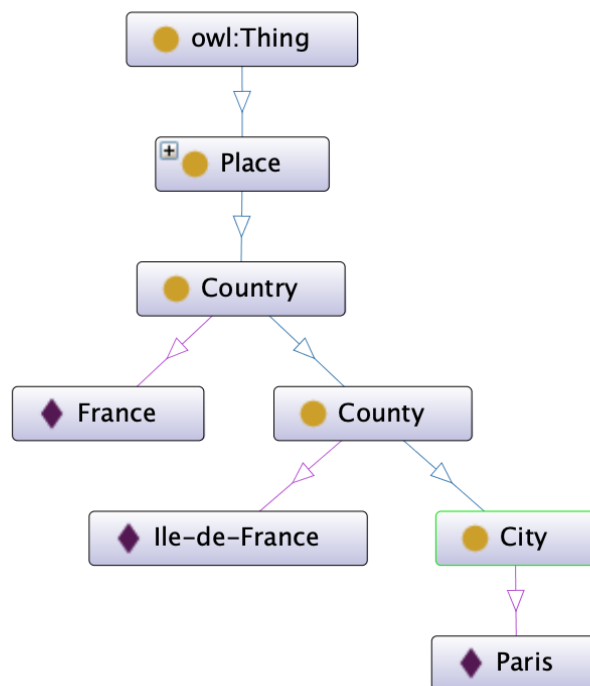 owl:Thing
Place
Country
France
County
Ile-de-France
City
Paris